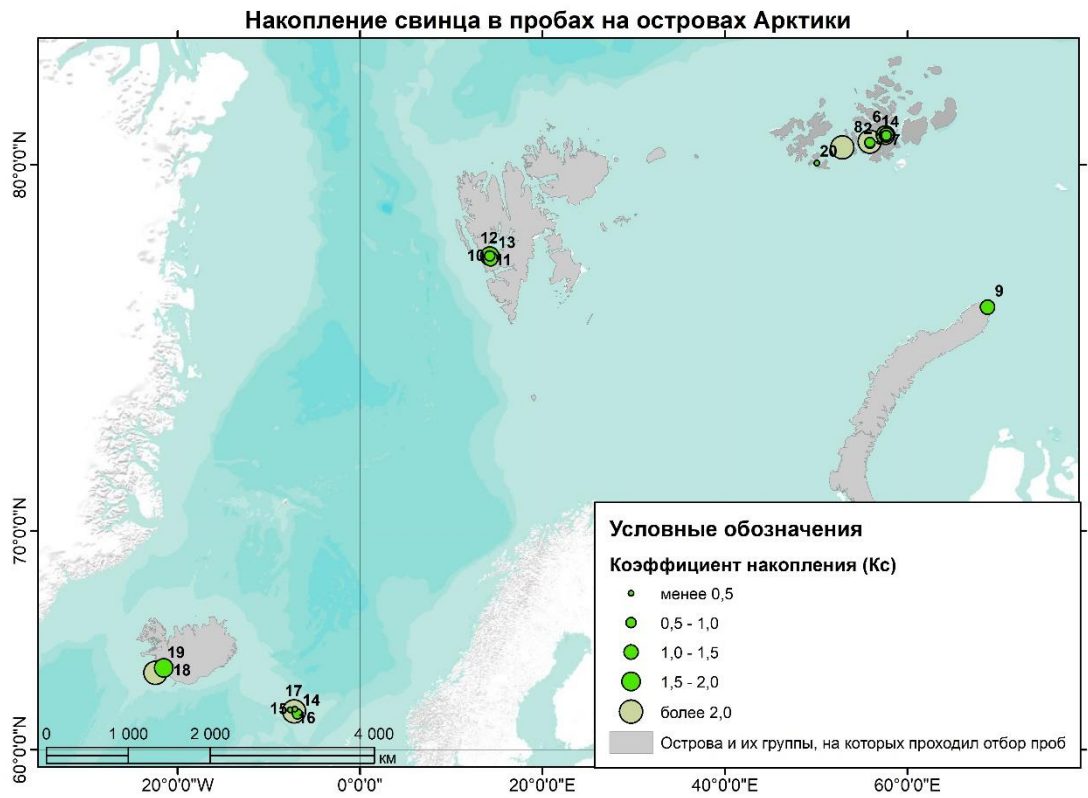 Накопление свинца в пробах на островах Арктики
80°0'0"N
70°0'0"N
60°0'0"N
6
82
14
7
20
12
13
10
11
9
19
18
17
14
15
16
0
1 000
2 000
4 000
км
20°0'0"W
0°0'0"
20°0'0"E
40°0'0"E
60°0'0"E
Условные обозначения
Коэффициент накопления (Кс)
менее 0,5
0,5 - 1,0
1,0 - 1,5
1,5 - 2,0
более 2,0
Острова и их группы, на которых проходил отбор проб